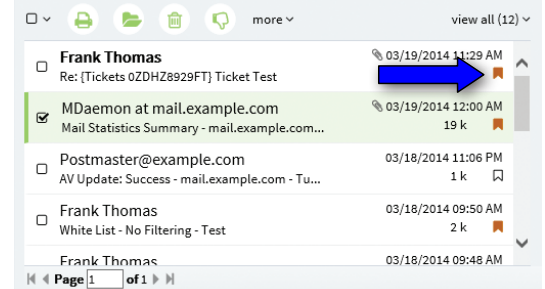 more view all (12)
Frank Thomas 03/19/2014 11:29 AM
Re: {Tickets 0ZDHZ8929FT} Ticket Test
MDaemon at mail.example.com 03/19/2014 12:00 AM
Mail Statistics Summary - mail.example.com... 19 k
Postmaster@example.com 03/18/2014 11:06 PM
AV Update: Success - mail.example.com - Tu... 1 k
Frank Thomas 03/18/2014 09:50 AM
White List - No Filtering - Test 2 k
Frank Thomas 03/18/2014 09:48 AM
Page 1 of 1